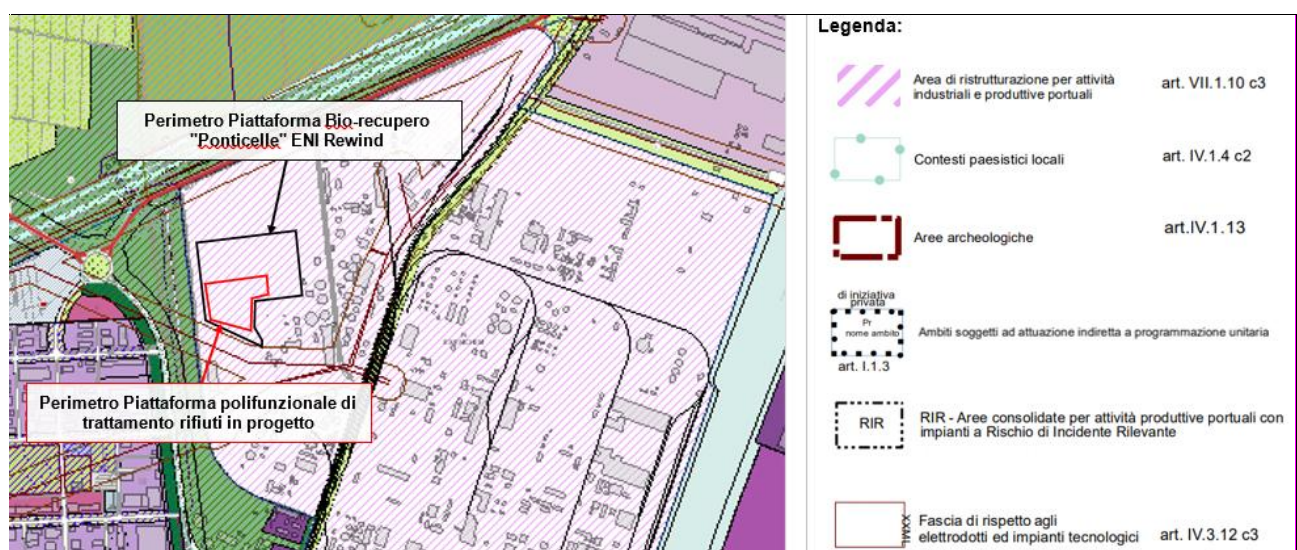 Perimetro Piattaforma Bio-recupero
"Ponticelle" ENI Rewind
Perimetro Piattaforma polifunzionale di
trattamento rifiuti in progetto
Legenda:
Area di ristrutturazione per attività
industriali e produttive portuali
art. VII.1.10 c3
Contesti paesistici locali
art. IV.1.4 c2
Aree archeologiche
art.IV.1.13
di iniziativa
privata
Pr
nome ambito
art. I.1.3
Ambiti soggetti ad attuazione indiretta a programmazione unitaria
RIR
RIR - Aree consolidate per attività produttive portuali con
impianti a Rischio di Incidente Rilevante
Fascia di rispetto agli
elettrodotti ed impianti tecnologici
art. IV.3.12 c3